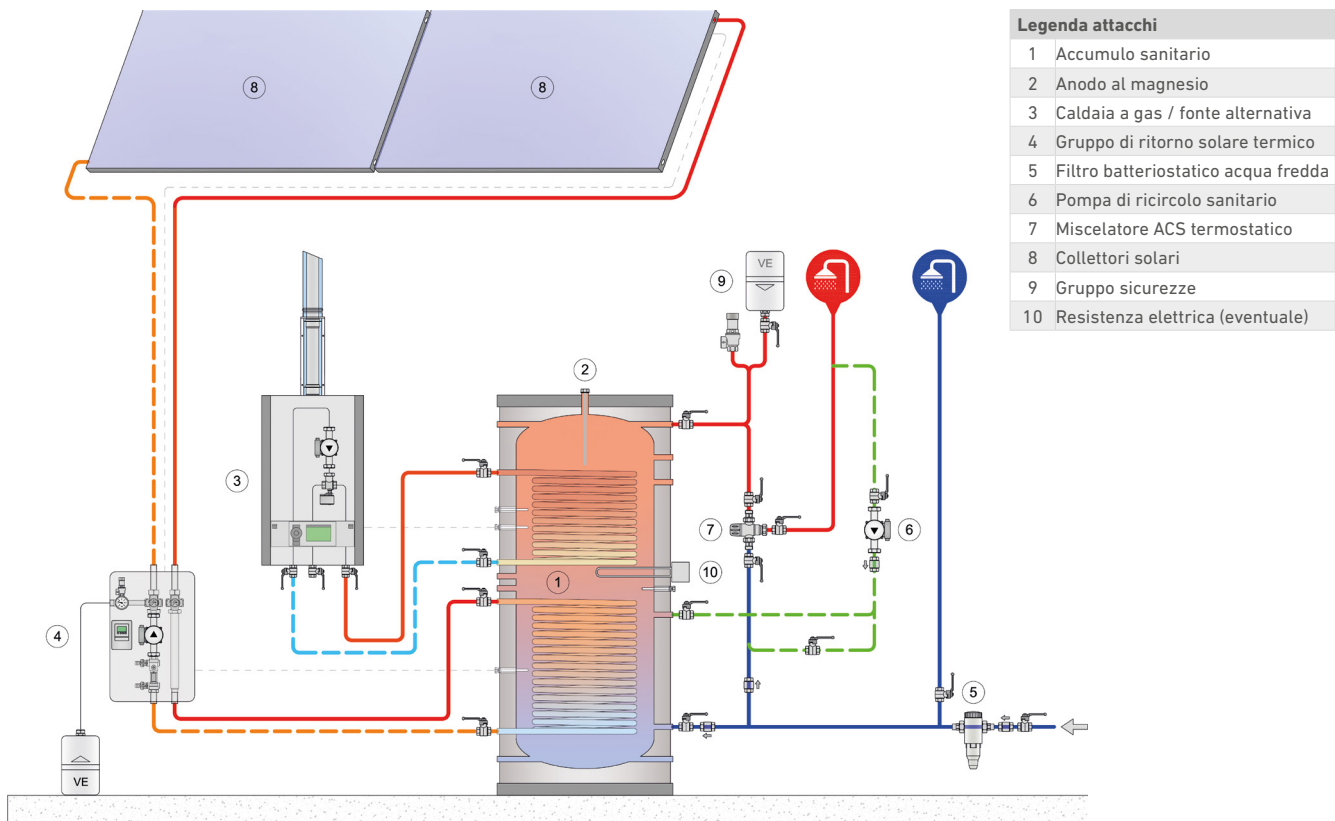 Legenda attacchi
1 Accumulo sanitario
2 Anodo al magnesio
3 Caldaia a gas / fonte alternativa
4 Gruppo di ritorno solare termico
5 Filtro batteriostatico acqua fredda
6 Pompa di ricircolo sanitario
7 Miscelatore ACS termostatico
8 Collettori solari
9 Gruppo sicurezze
10 Resistenza elettrica (eventuale)
8
8
VE
9
2
3
7
6
10
1
4
5
VE